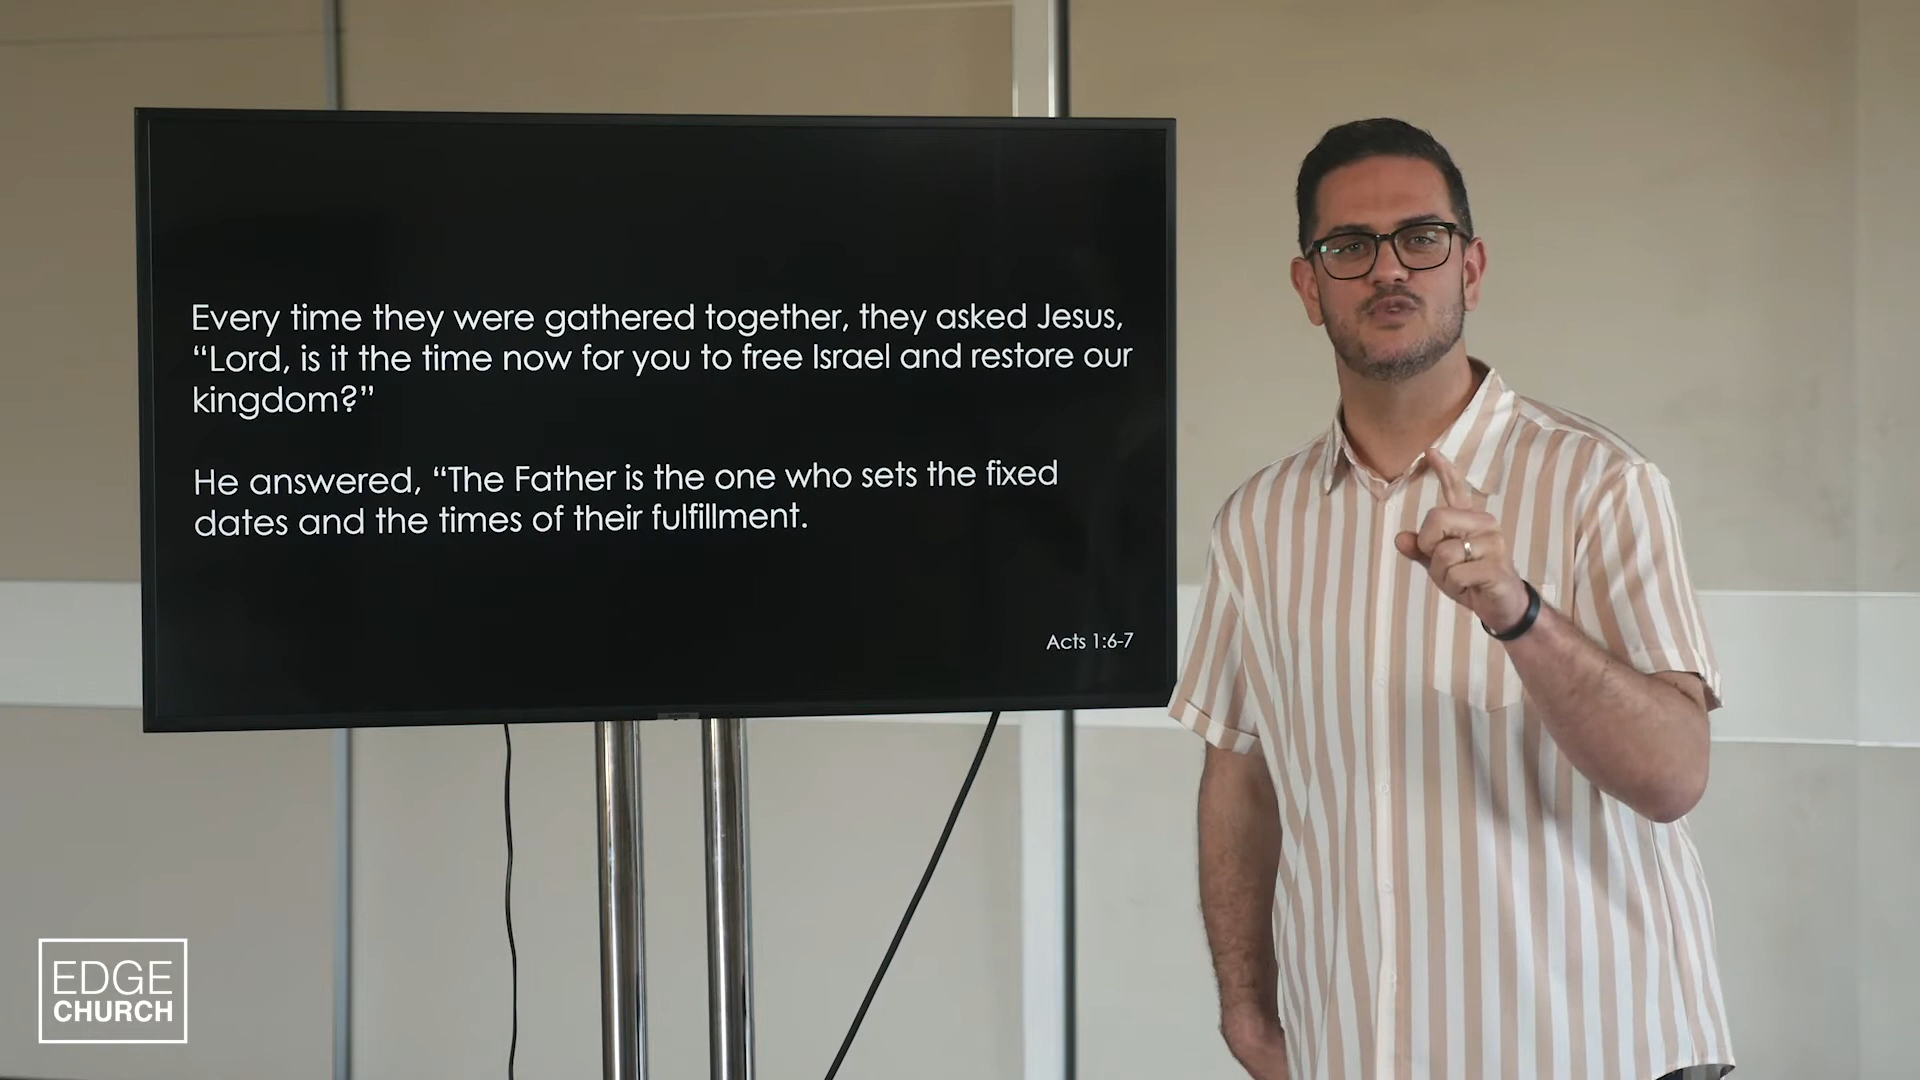 Every time they were gathered together, they asked Jesus,
“Lord, is it the time now for you to free Israel and restore our
kingdom?”
He answered, “The Father is the one who sets the fixed
dates and the times of their fulfillment.
Acts 1:6-7
EDGE
CHURCH